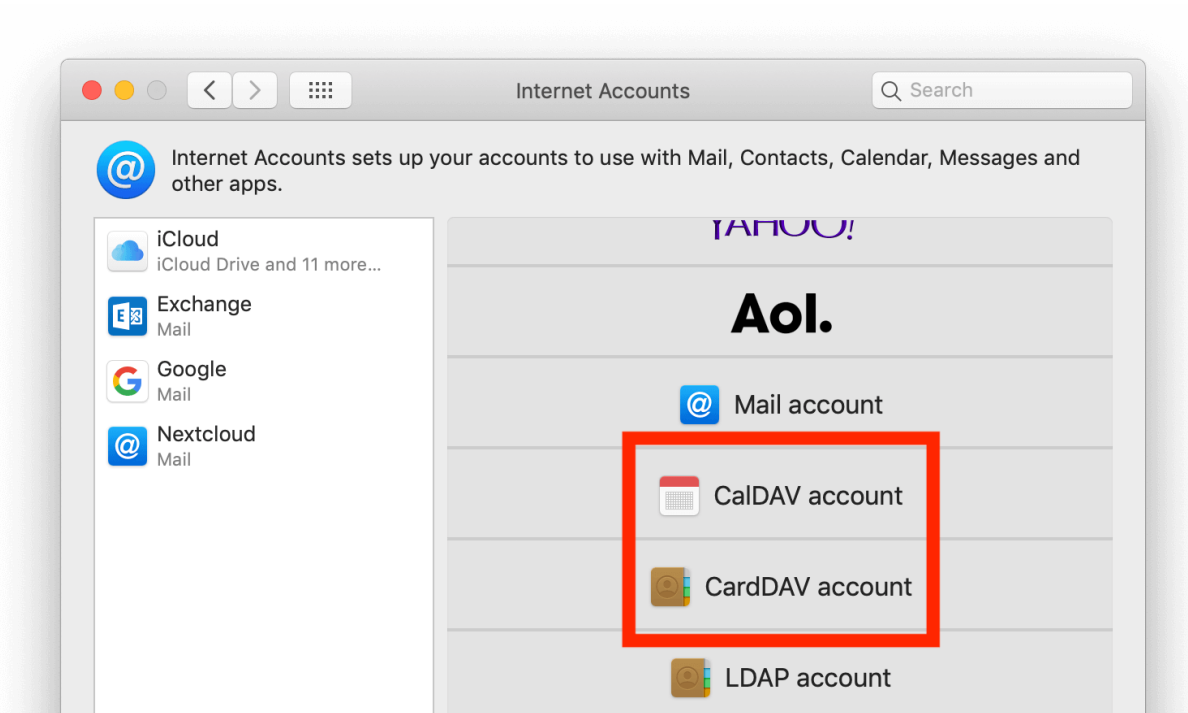 Internet Accounts
Search
Internet Accounts sets up your accounts to use with Mail, Contacts, Calendar, Messages and
other apps.
iCloud
iCloud Drive and 11 more...
Exchange
Mail
Google
Mail
Nextcloud
Mail
YAHOO!
Aol.
Mail account
CalDAV account
CardDAV account
LDAP account